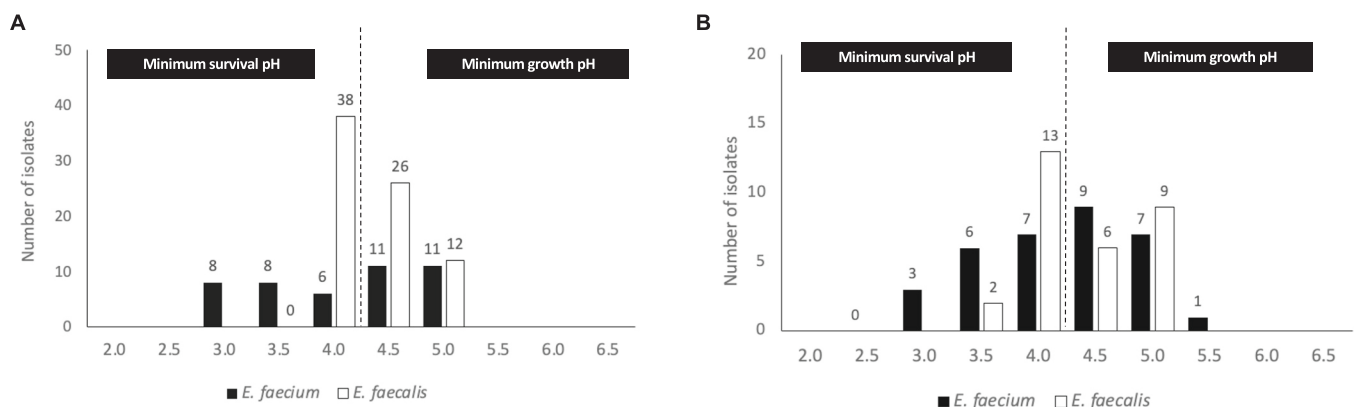 A
Number of isolates
50
40
30
20
10
0
Minimum survival pH
Minimum growth pH
8
8
0
6
38
11
26
11
12
2.0 2.5 3.0 3.5 4.0 4.5 5.0 5.5 6.0 6.5
E. faecium E. faecalis
B
Number of isolates
20
15
10
5
0
Minimum survival pH
Minimum growth pH
0
3
6
2
7
13
9
6
7
9
1
2.0 2.5 3.0 3.5 4.0 4.5 5.0 5.5 6.0 6.5
E. faecium E. faecalis